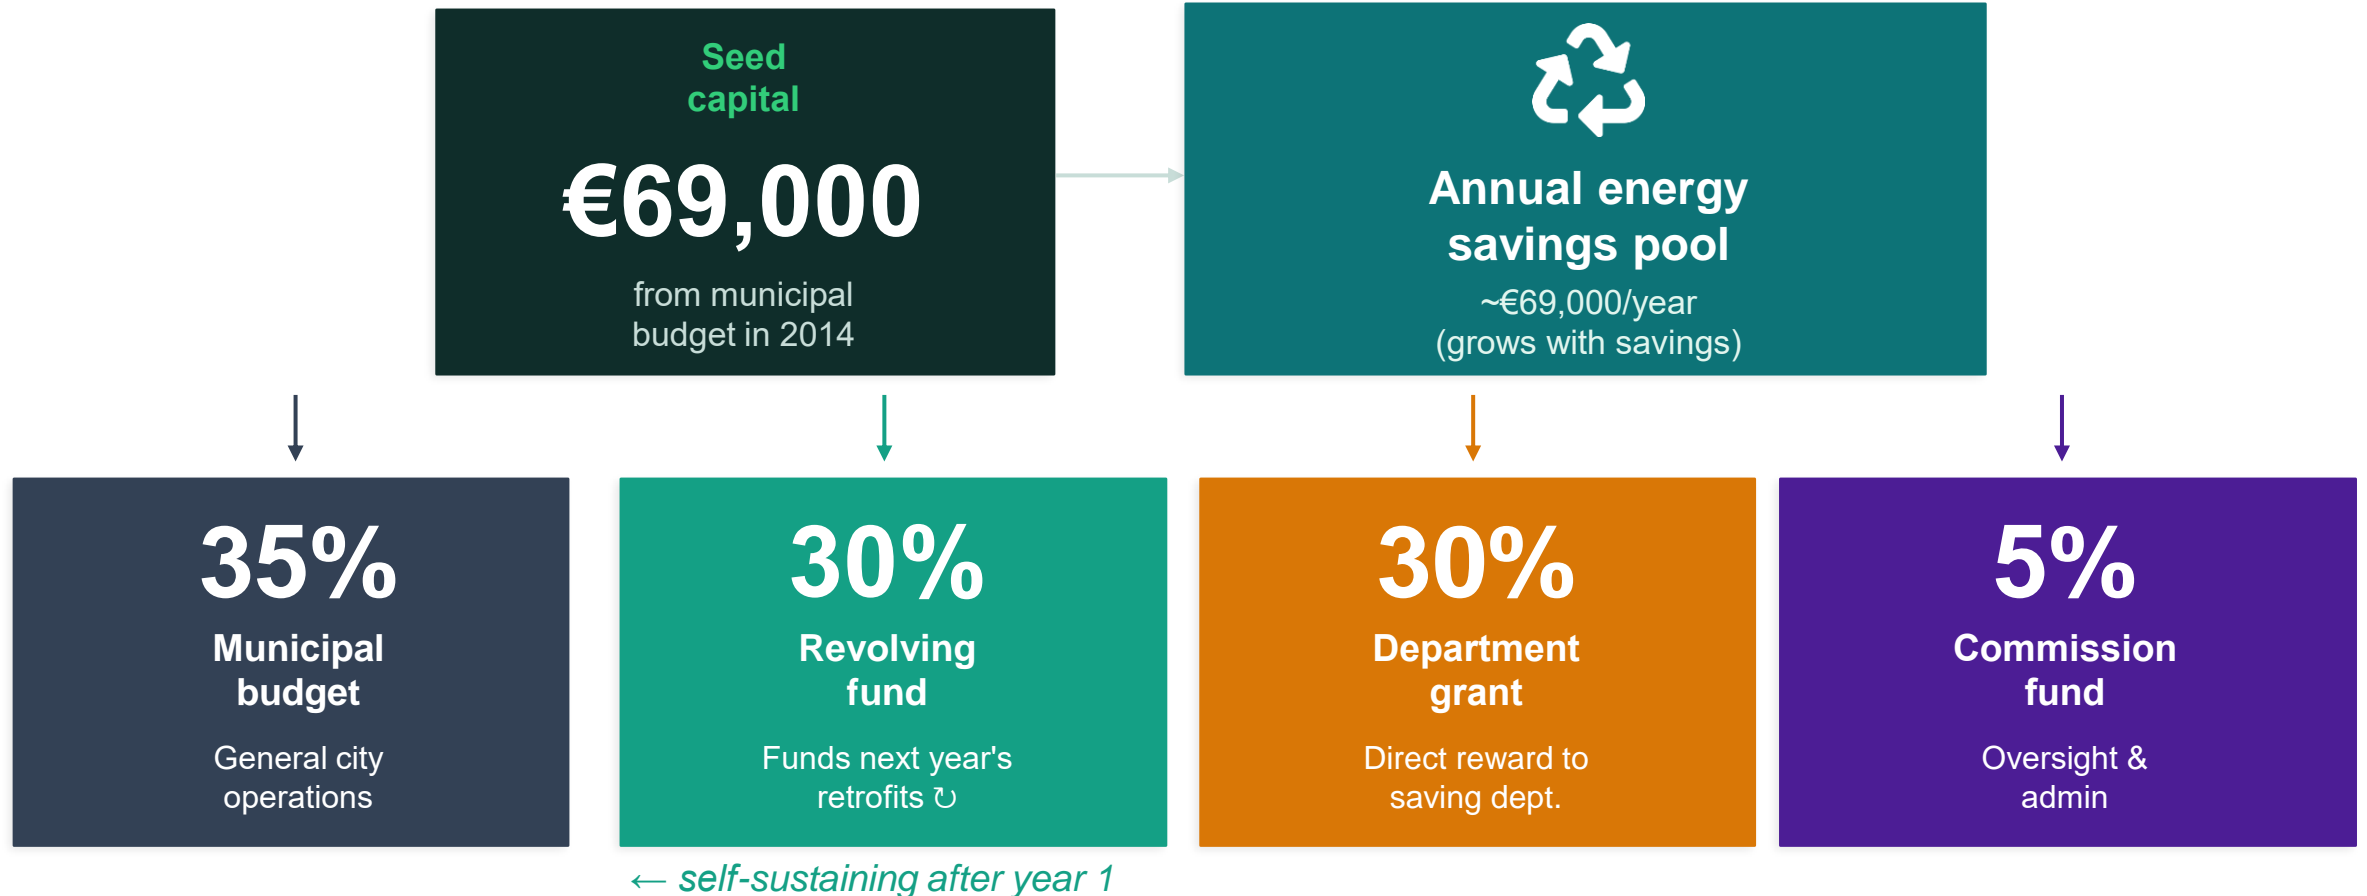 Seed
capital
€69,000
from municipal
budget in 2014
Annual energy
savings pool
~€69,000/year
(grows with savings)
35%
Municipal
budget
General city
operations
30%
Revolving
fund
Funds next year's
retrofits ↻
30%
Department
grant
Direct reward to
saving dept.
5%
Commission
fund
Oversight &
admin
← self-sustaining after year 1